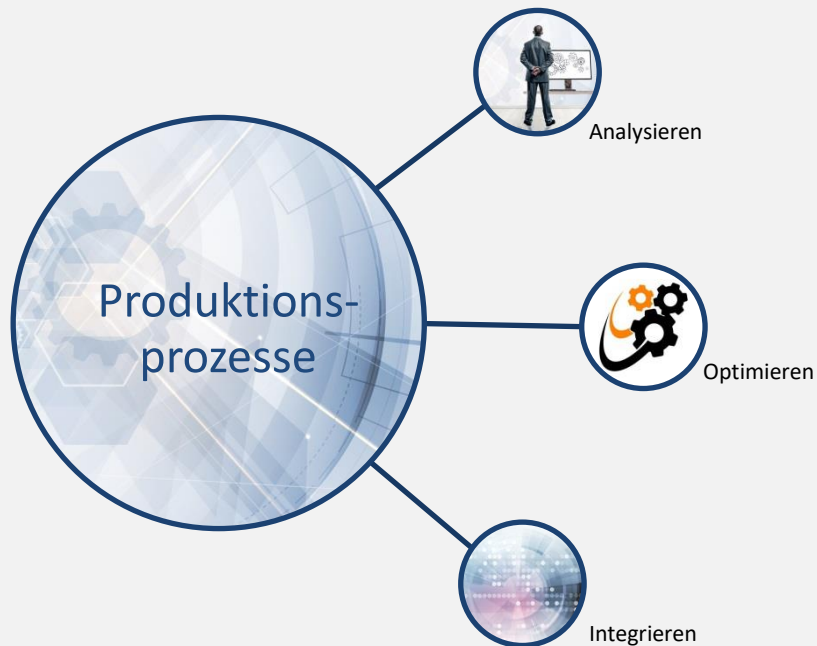 Analysieren
Produktions-
prozesse
Optimieren
Integrieren